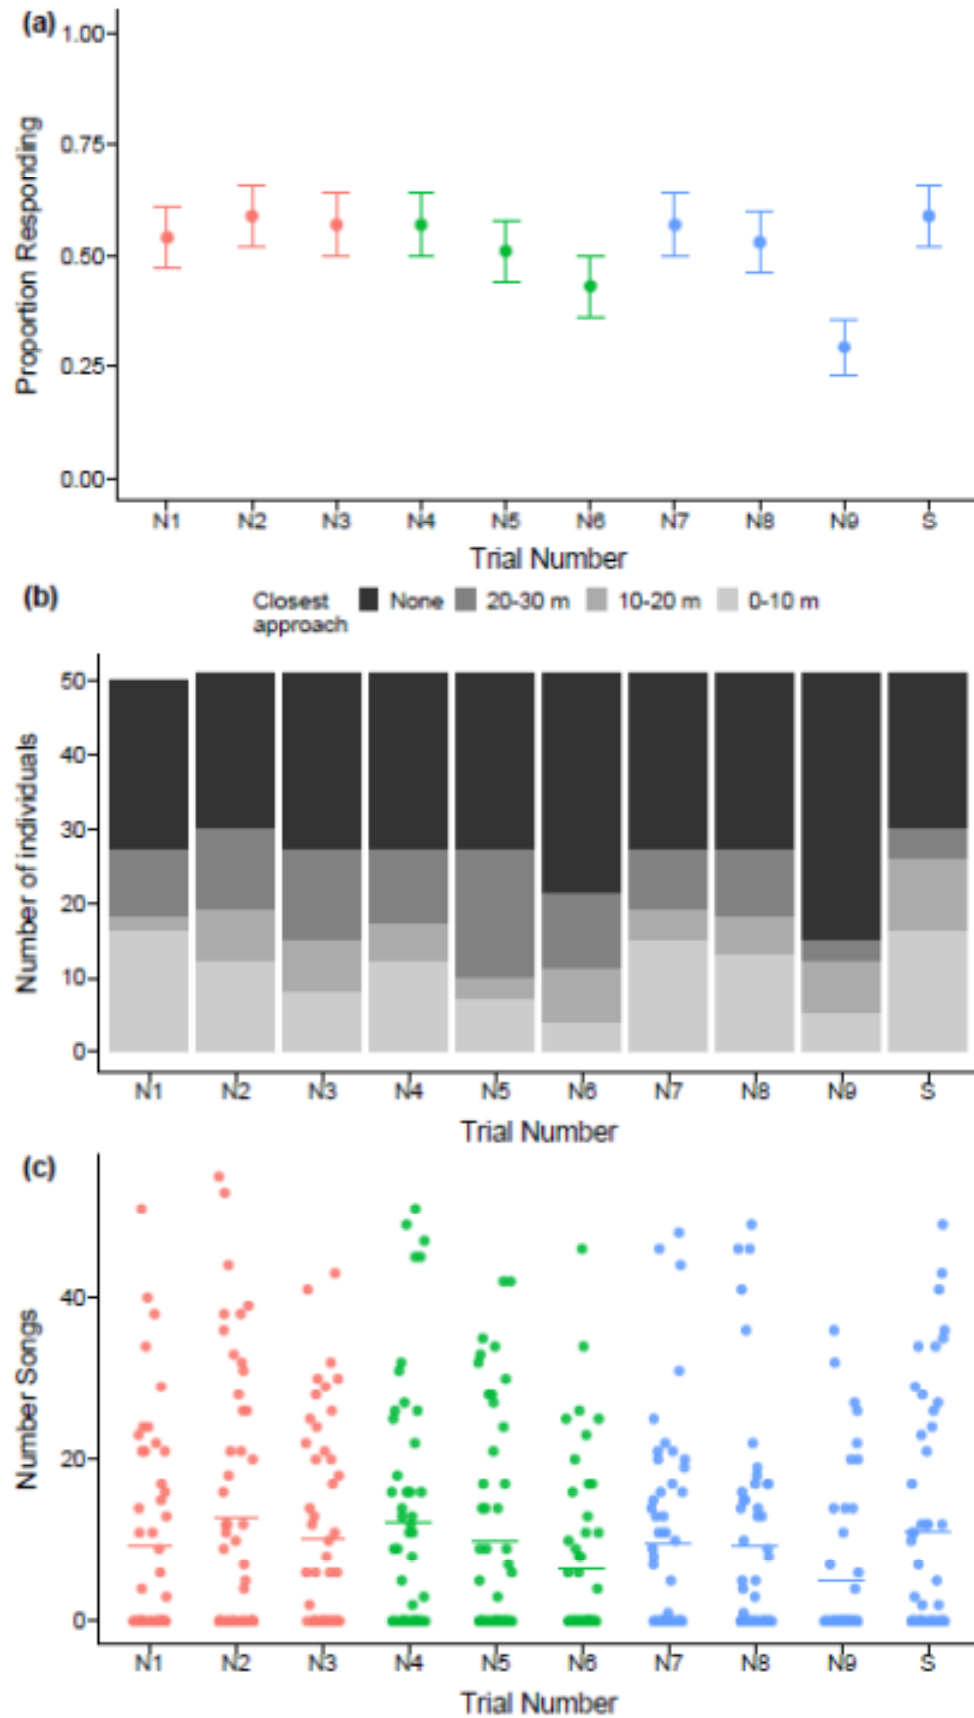 (a)
1.00
0.75
0.50
0.25
0.00
Proportion Responding
N1 N2 N3 N4 N5 N6 N7 N8 N9 S
Trial Number
(b)
Closest approach None 20-30 m 10-20 m 0-10 m
50
40
30
20
10
0
Number of individuals
N1 N2 N3 N4 N5 N6 N7 N8 N9 S
Trial Number
(c)
40
20
0
Number Songs
N1 N2 N3 N4 N5 N6 N7 N8 N9 S
Trial Number